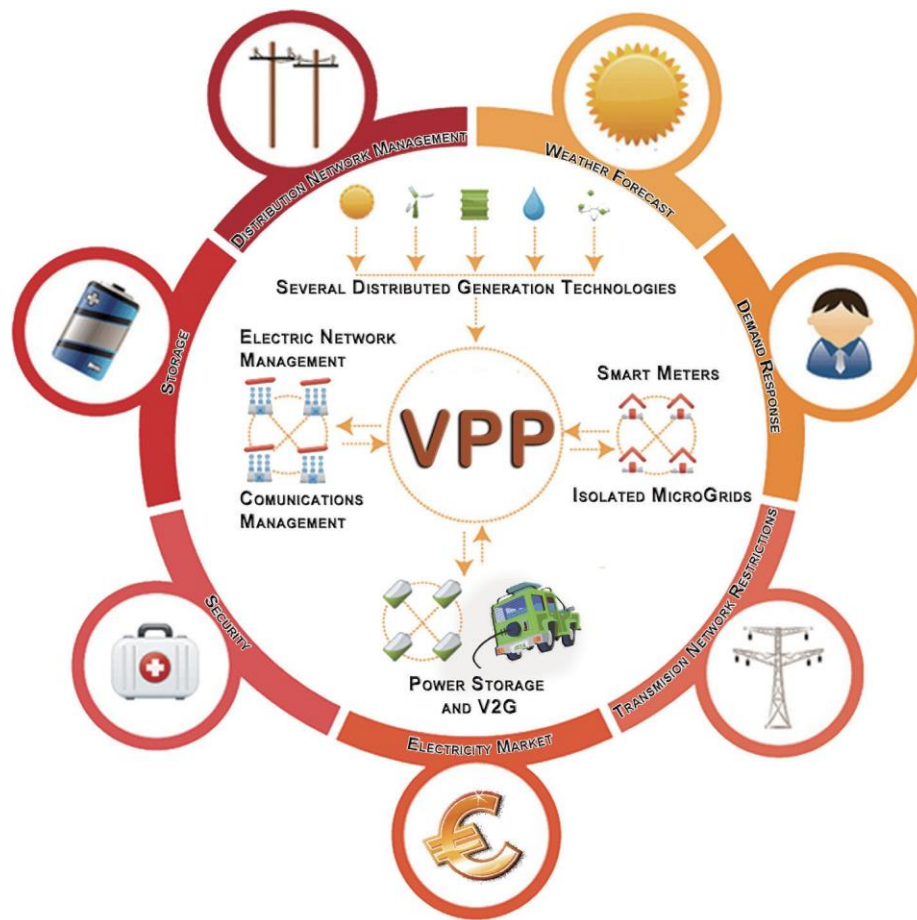 Distribution Network Management
Weather Forecast
Several Distributed Generation Technologies
Electric Network
Management
Smart Meters
Storage
Demand Response
VPP
Comunications
Management
Isolated MicroGrids
Security
Transmision Network Restrictions
Power Storage
and V2G
Electricity Market
€